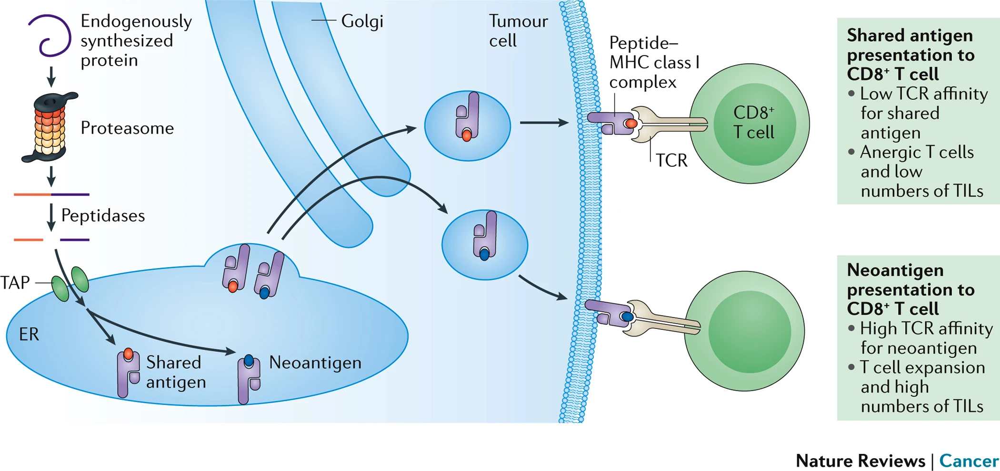 Endogenously
synthesized
protein
Golgi
Tumour
cell
Peptide–
MHC class I
complex
Shared antigen
presentation to
CD8⁺ T cell
• Low TCR affinity
for shared
antigen
• Anergic T cells
and low
numbers of TILs
CD8⁺
T cell
Proteasome
TCR
Peptidases
TAP
ER
Shared
antigen
Neoantigen
Neoantigen
presentation to
CD8⁺ T cell
• High TCR affinity
for neoantigen
• T cell expansion
and high
numbers of TILs
Nature Reviews | Cancer